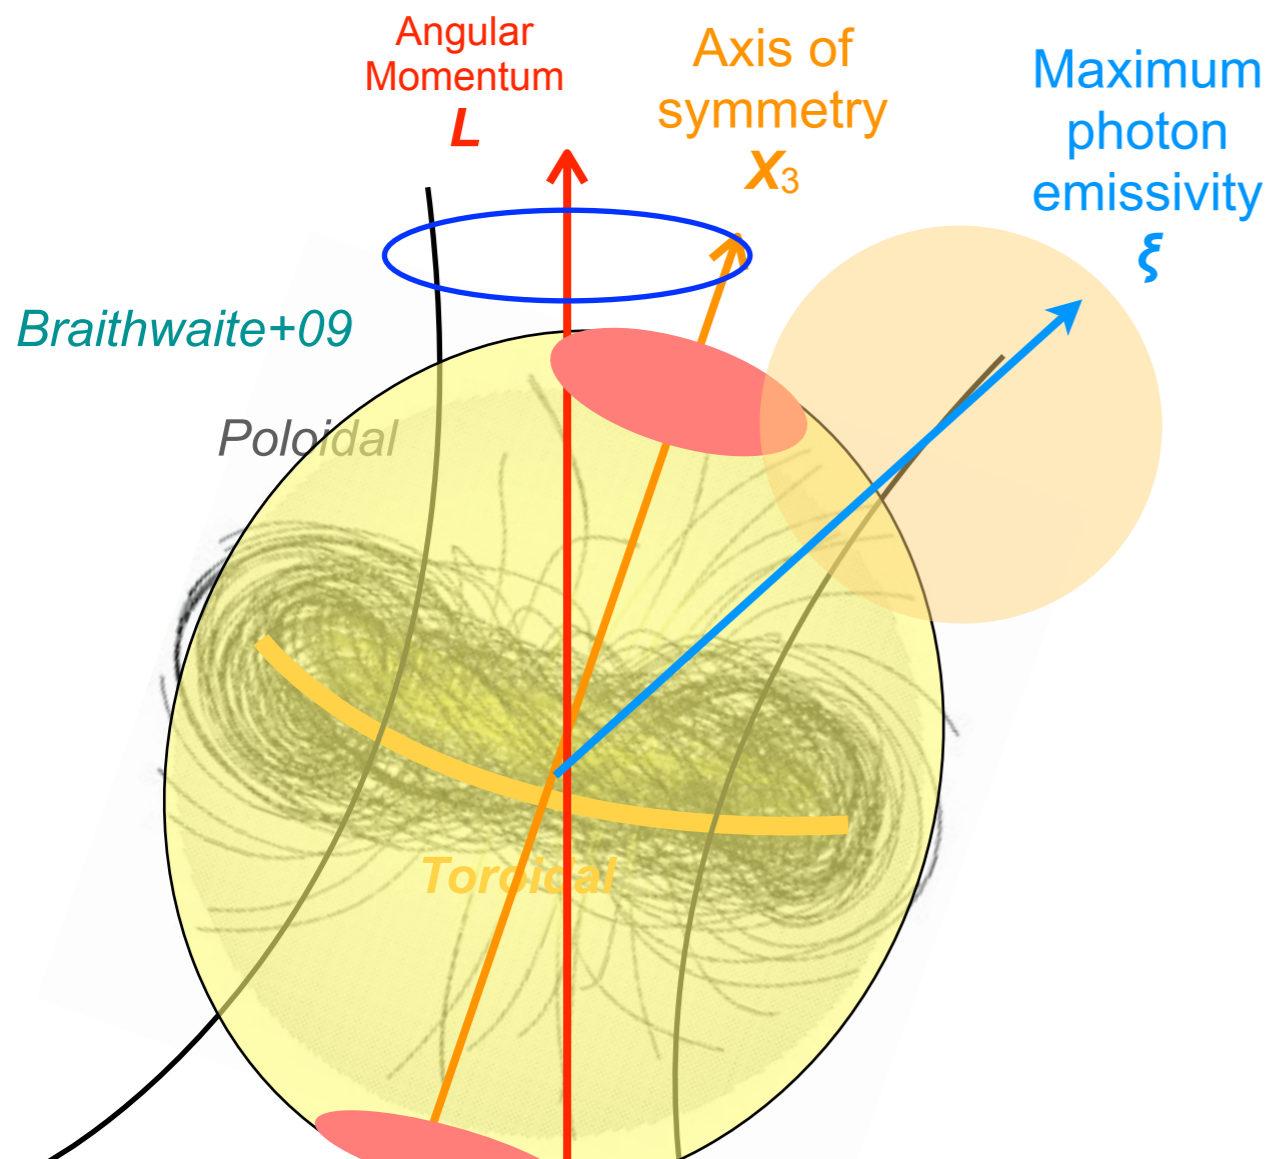 Angular
Momentum
L
Axis of
symmetry
X3
Maximum
photon
emissivity
ξ
Braithwaite+09
Poloidal
Toroidal